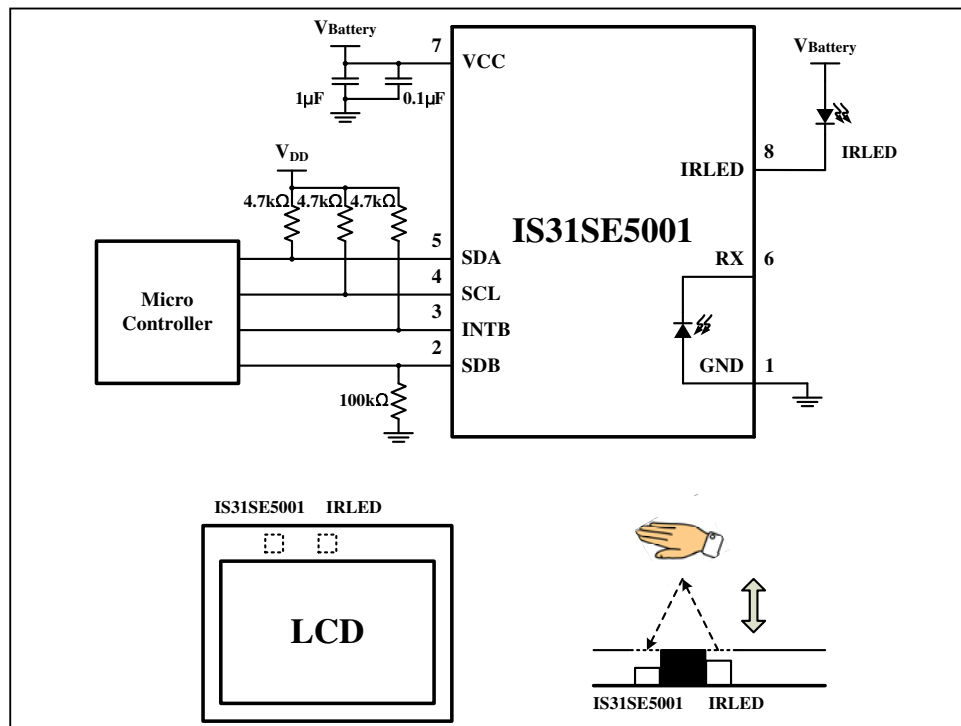 VBattery
7
VCC
1μF
0.1μF
VBattery
8
IRLED
IRLED
VDD
4.7kΩ
4.7kΩ
4.7kΩ
IS31SE5001
Micro
Controller
5
SDA
4
SCL
3
INTB
2
SDB
100kΩ
RX
6
GND
1
IS31SE5001
IRLED
LCD
IS31SE5001
IRLED